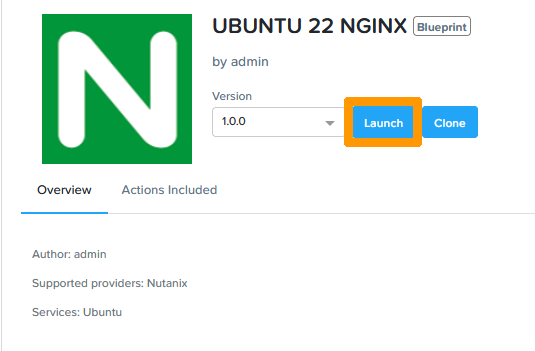 N
UBUNTU 22 NGINX Blueprint
by admin
Version
1.0.0 Launch Clone
Overview Actions Included
Author: admin
Supported providers: Nutanix
Services: Ubuntu